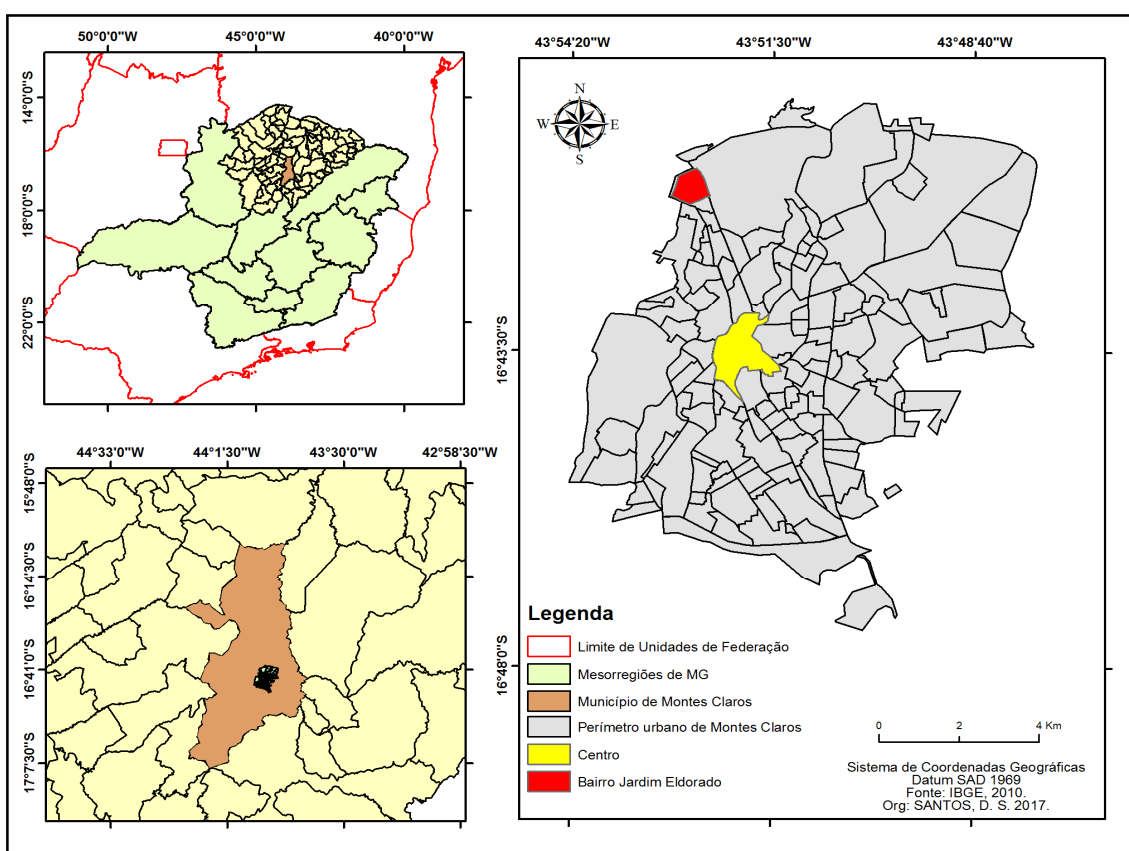 50°0'0"W 45°0'0"W 40°0'0"W
14°0'0"S
18°0'0"S
22°0'0"S
44°33'0"W 44°1'30"W 43°30'0"W 42°58'30"W
15°48'0"S
16°14'30"S
16°41'0"S
17°7'30"S
43°54'20"W 43°51'30"W 43°48'40"W
N
W E
S
16°43'30"S
16°48'0"S
Legenda
Limite de Unidades de Federação
Mesorregiões de MG
Município de Montes Claros
Perímetro urbano de Montes Claros
Centro
Bairro Jardim Eldorado
0 2 4 Km
Sistema de Coordenadas Geográficas
Datum SAD 1969
Fonte: IBGE, 2010.
Org: SANTOS, D. S. 2017.